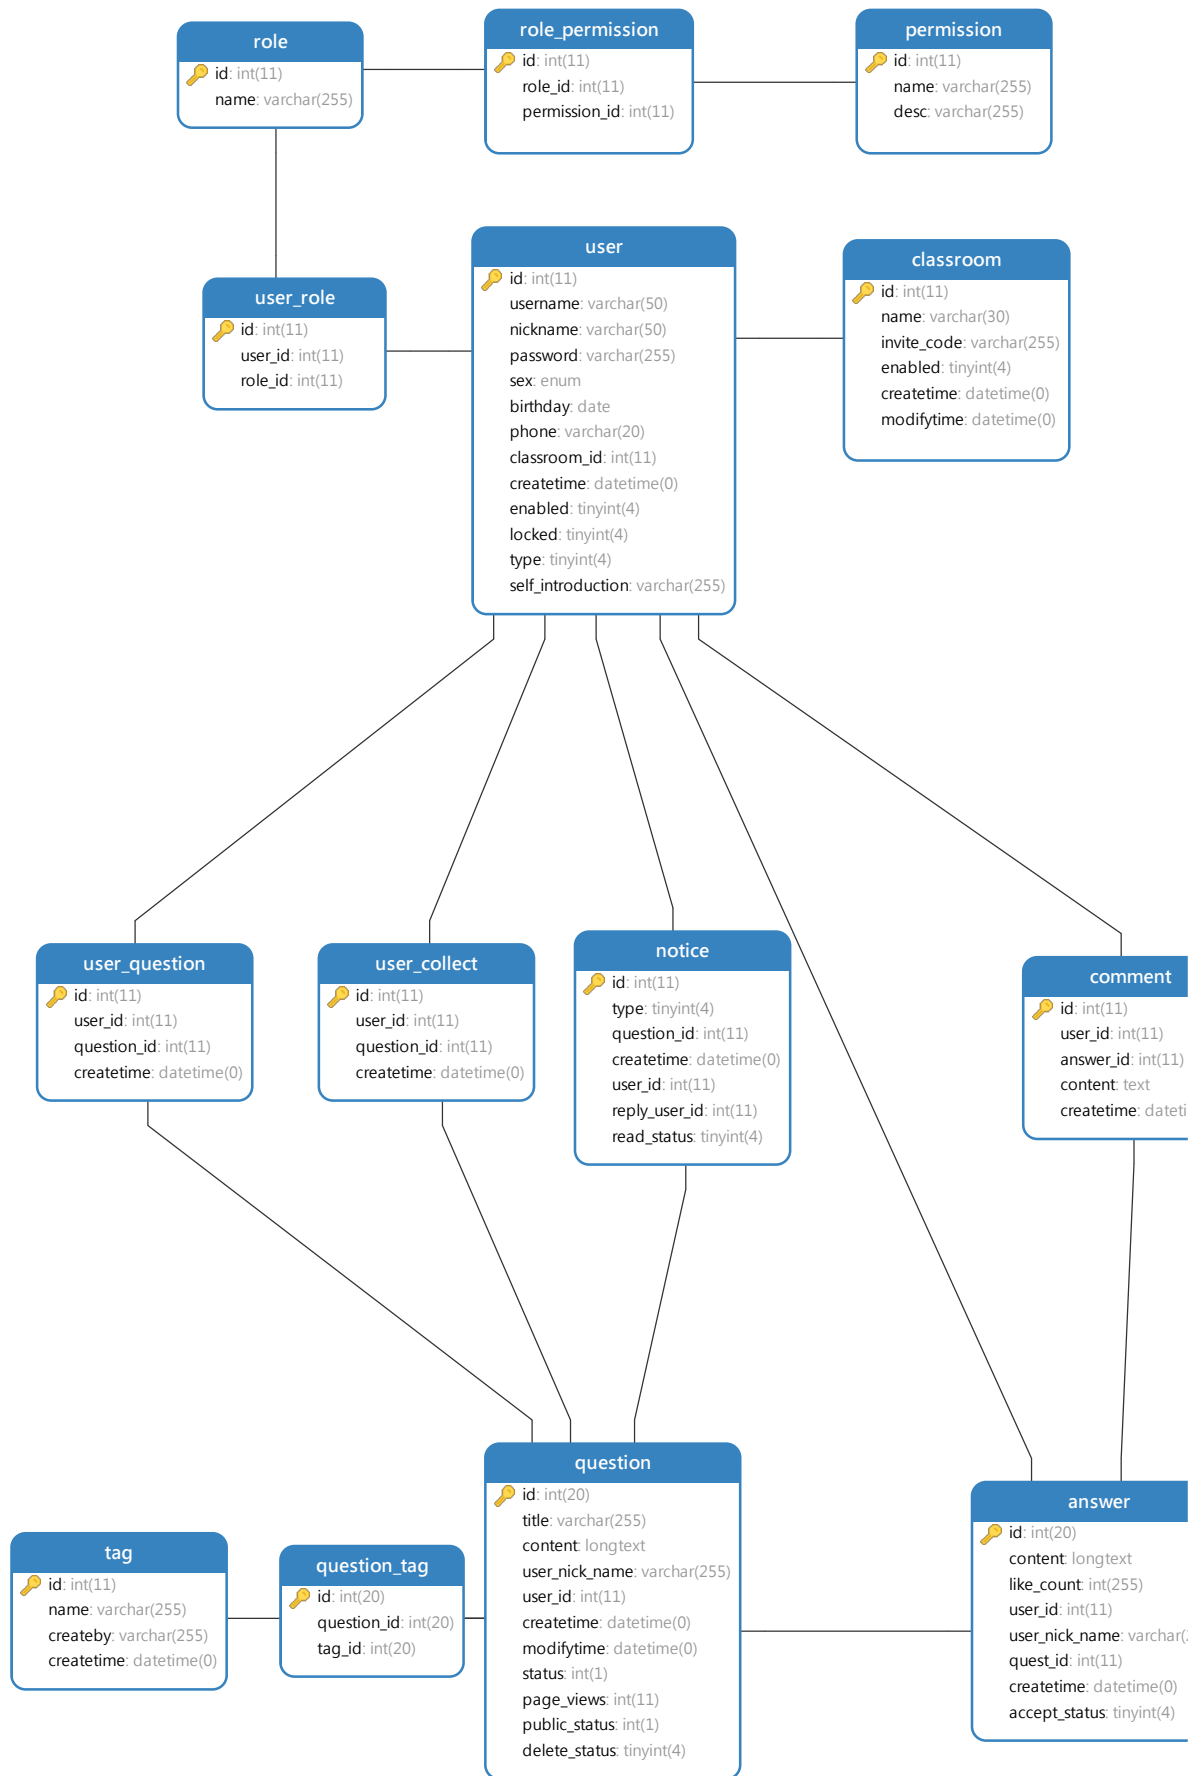 role
id: int(11)
name: varchar(255)
role_permission
id: int(11)
role_id: int(11)
permission_id: int(11)
permission
id: int(11)
name: varchar(255)
desc: varchar(255)
user_role
id: int(11)
user_id: int(11)
role_id: int(11)
user
id: int(11)
username: varchar(50)
nickname: varchar(50)
password: varchar(255)
sex: enum
birthday: date
phone: varchar(20)
classroom_id: int(11)
createtime: datetime(0)
enabled: tinyint(4)
locked: tinyint(4)
type: tinyint(4)
self_introduction: varchar(255)
classroom
id: int(11)
name: varchar(30)
invite_code: varchar(255)
enabled: tinyint(4)
createtime: datetime(0)
modifytime: datetime(0)
user_question
id: int(11)
user_id: int(11)
question_id: int(11)
createtime: datetime(0)
user_collect
id: int(11)
user_id: int(11)
question_id: int(11)
createtime: datetime(0)
notice
id: int(11)
type: tinyint(4)
question_id: int(11)
createtime: datetime(0)
user_id: int(11)
reply_user_id: int(11)
read_status: tinyint(4)
comment
id: int(11)
user_id: int(11)
answer_id: int(11)
content: text
createtime: dateti
tag
id: int(11)
name: varchar(255)
createby: varchar(255)
createtime: datetime(0)
question_tag
id: int(20)
question_id: int(20)
tag_id: int(20)
question
id: int(20)
title: varchar(255)
content: longtext
user_nick_name: varchar(255)
user_id: int(11)
createtime: datetime(0)
modifytime: datetime(0)
status: int(1)
page_views: int(11)
public_status: int(1)
delete_status: tinyint(4)
answer
id: int(20)
content: longtext
like_count: int(255)
user_id: int(11)
user_nick_name: varchar(
quest_id: int(11)
createtime: datetime(0)
accept_status: tinyint(4)